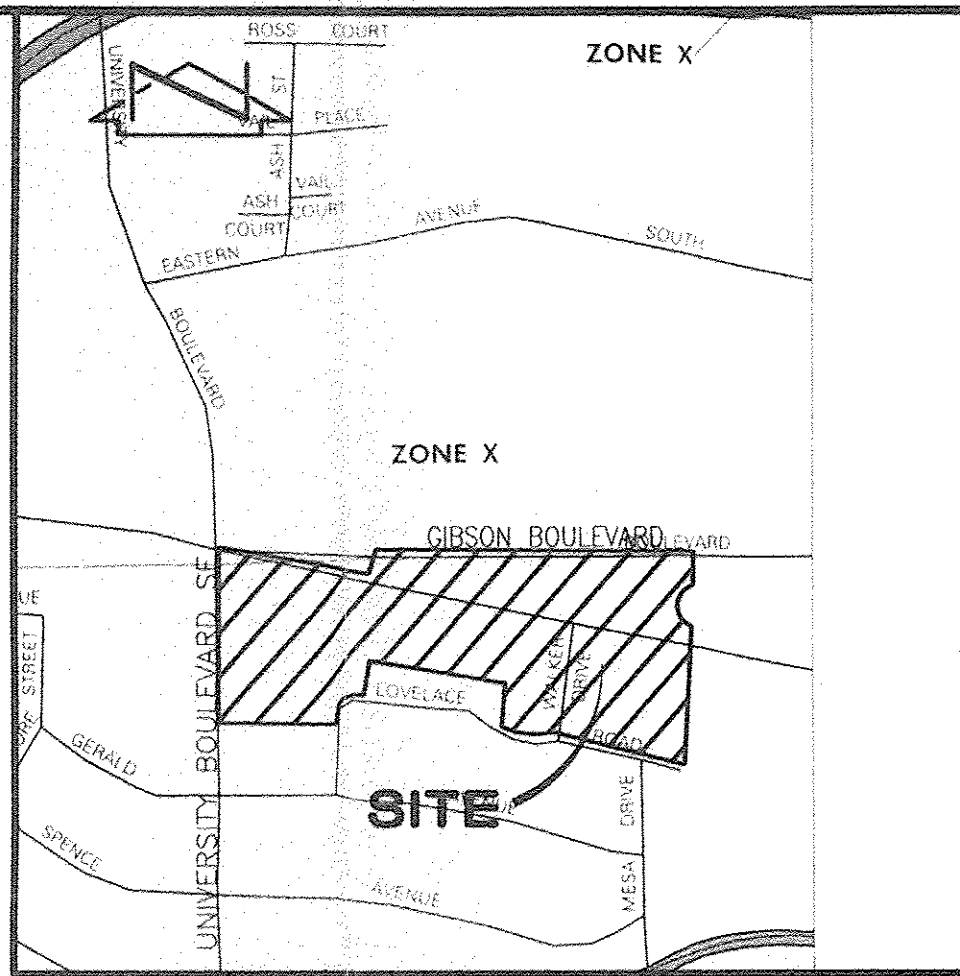 ROSS COURT
ZONE X
UNIVERSITY
ST
VAIL PLACE
ASH
VAIL
COURT
ASH
COURT
AVENUE
SOUTH
EASTERN
BOULEVARD
ZONE X
GIBSON BOULEVARD
BOULEVARD
UE
STREET
UNIVERSITY BOULEVARD SE
WALKER
DRIVE
LOVELACE
ROAD
GERALD
SITE
DRIVE
SPENCE
AVENUE
MESA